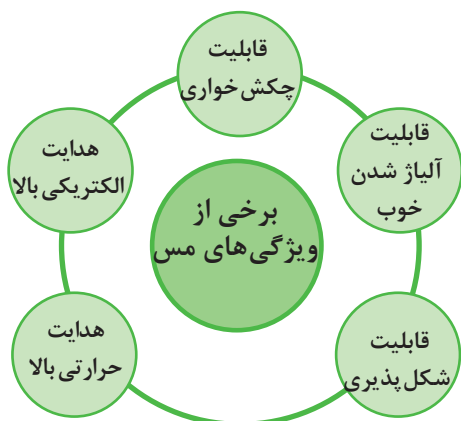 قابلیت
چکش خواری
قابلیت
آلیاژ شدن
خوب
هدایت
الکتریکی بالا
برخی از
ویژگی های مس
قابلیت
شکل پذیری
هدایت
حرارتی بالا